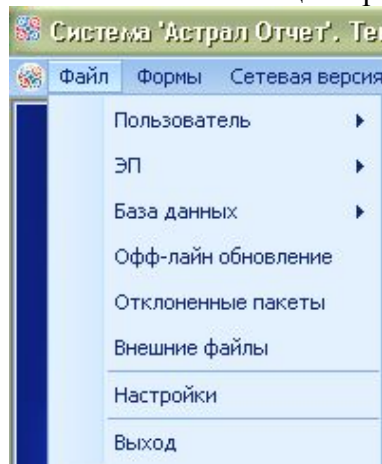 Система 'Астрал Отчет'. Те
Файл Формы Сетевая версия
Пользователь
ЭП
База данных
Офф-лайн обновление
Отклоненные пакеты
Внешние файлы
Настройки
Выход